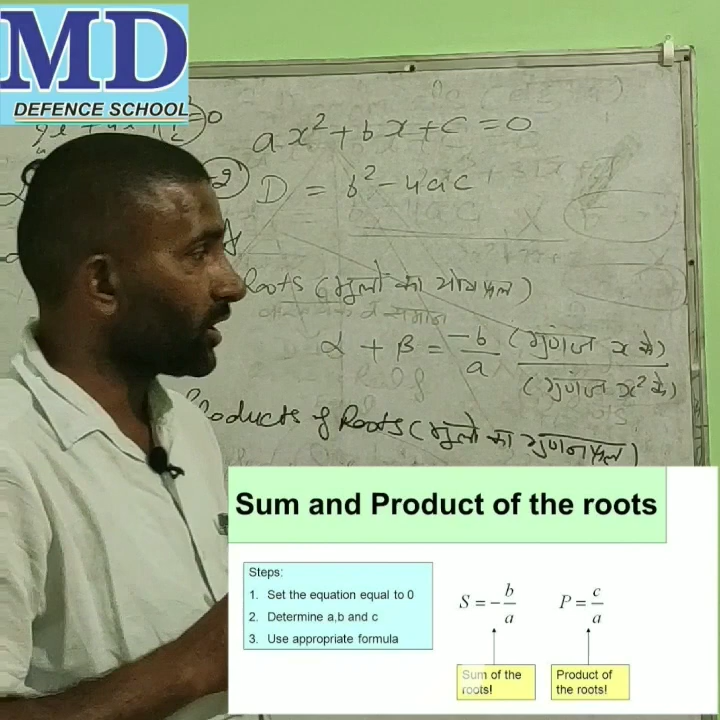 MD
DEFENCE SCHOOL
ax²+bx+c=0
2) D = b²-4ac
Roots (मुलो का योगफल)
α + β = -b/a (गुणांज x के)/(गुणांज x² के)
Products of Roots (मुलो का गुणनफल)
Sum and Product of the roots
Steps:
1. Set the equation equal to 0
2. Determine a,b and c
3. Use appropriate formula
S = -b/a P = c/a
Sum of the roots!
Product of the roots!